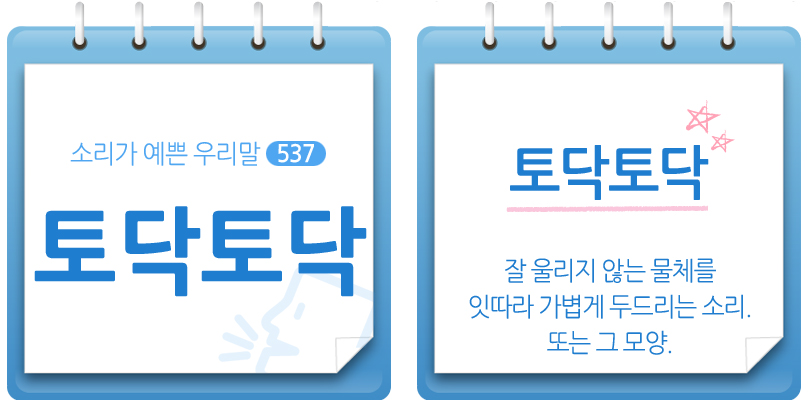 소리가 예쁜 우리말 537
토닥토닥
토닥토닥
잘 울리지 않는 물체를
잇따라 가볍게 두드리는 소리.
또는 그 모양.